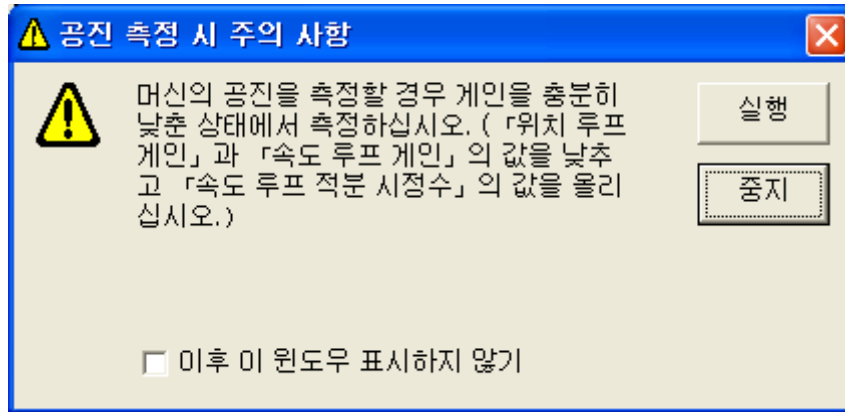 공진 측정 시 주의 사항
머신의 공진을 측정할 경우 게인을 충분히
낮춘 상태에서 측정하십시오. (「위치 루프
게인」과 「속도 루프 게인」의 값을 낮추
고 「속도 루프 적분 시정수」의 값을 올리
십시오.)
실행
중지
이후 이 윈도우 표시하지 않기